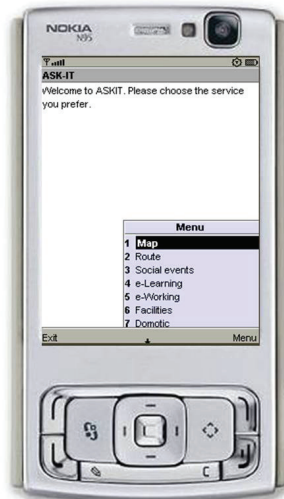 NOKIA
N95
ASK-IT
Welcome to ASKIT. Please choose the service
you prefer.
Menu
1 Map
2 Route
3 Social events
4 e-Learning
5 e-Working
6 Facilities
7 Domotic
Exit
Menu
C